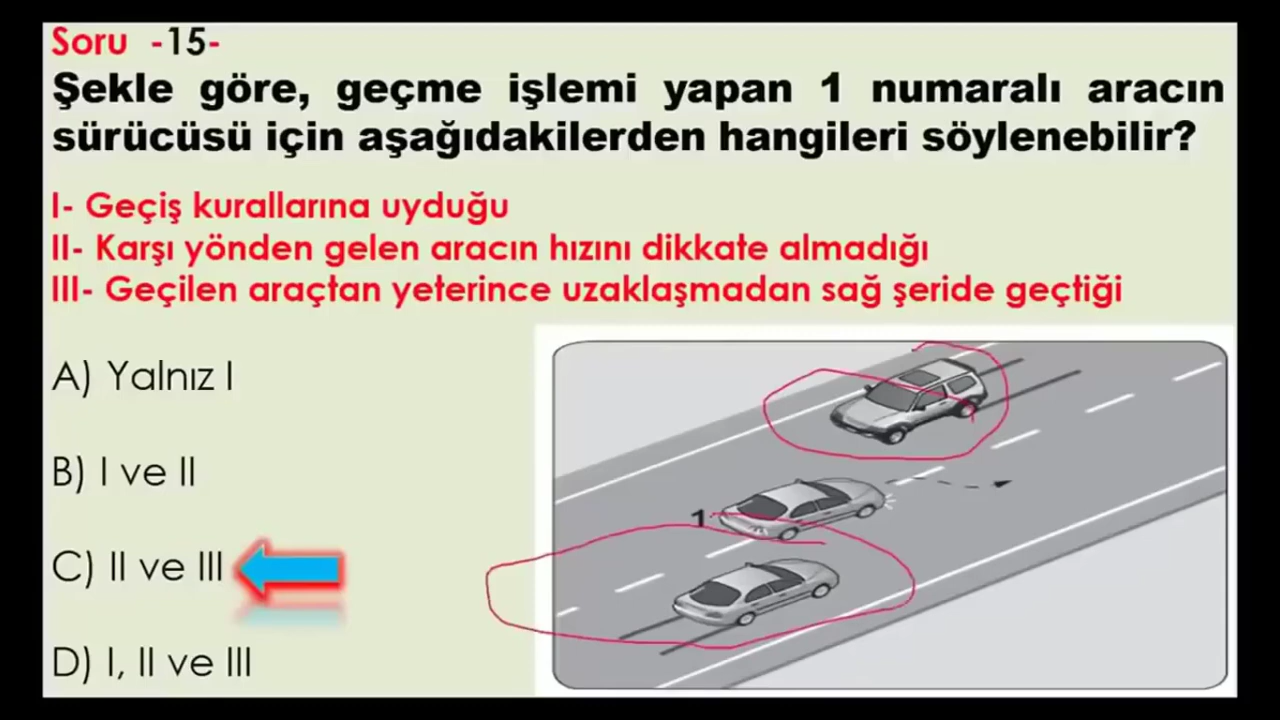 Soru -15-
Şekle göre, geçme işlemi yapan 1 numaralı aracın
sürücüsü için aşağıdakilerden hangileri söylenebilir?
I- Geçiş kurallarına uyduğu
II- Karşı yönden gelen aracın hızını dikkate almadığı
III- Geçilen araçtan yeterince uzaklaşmadan sağ şeride geçtiği
A) Yalnız I
B) I ve II
C) II ve III
D) I, II ve III
1